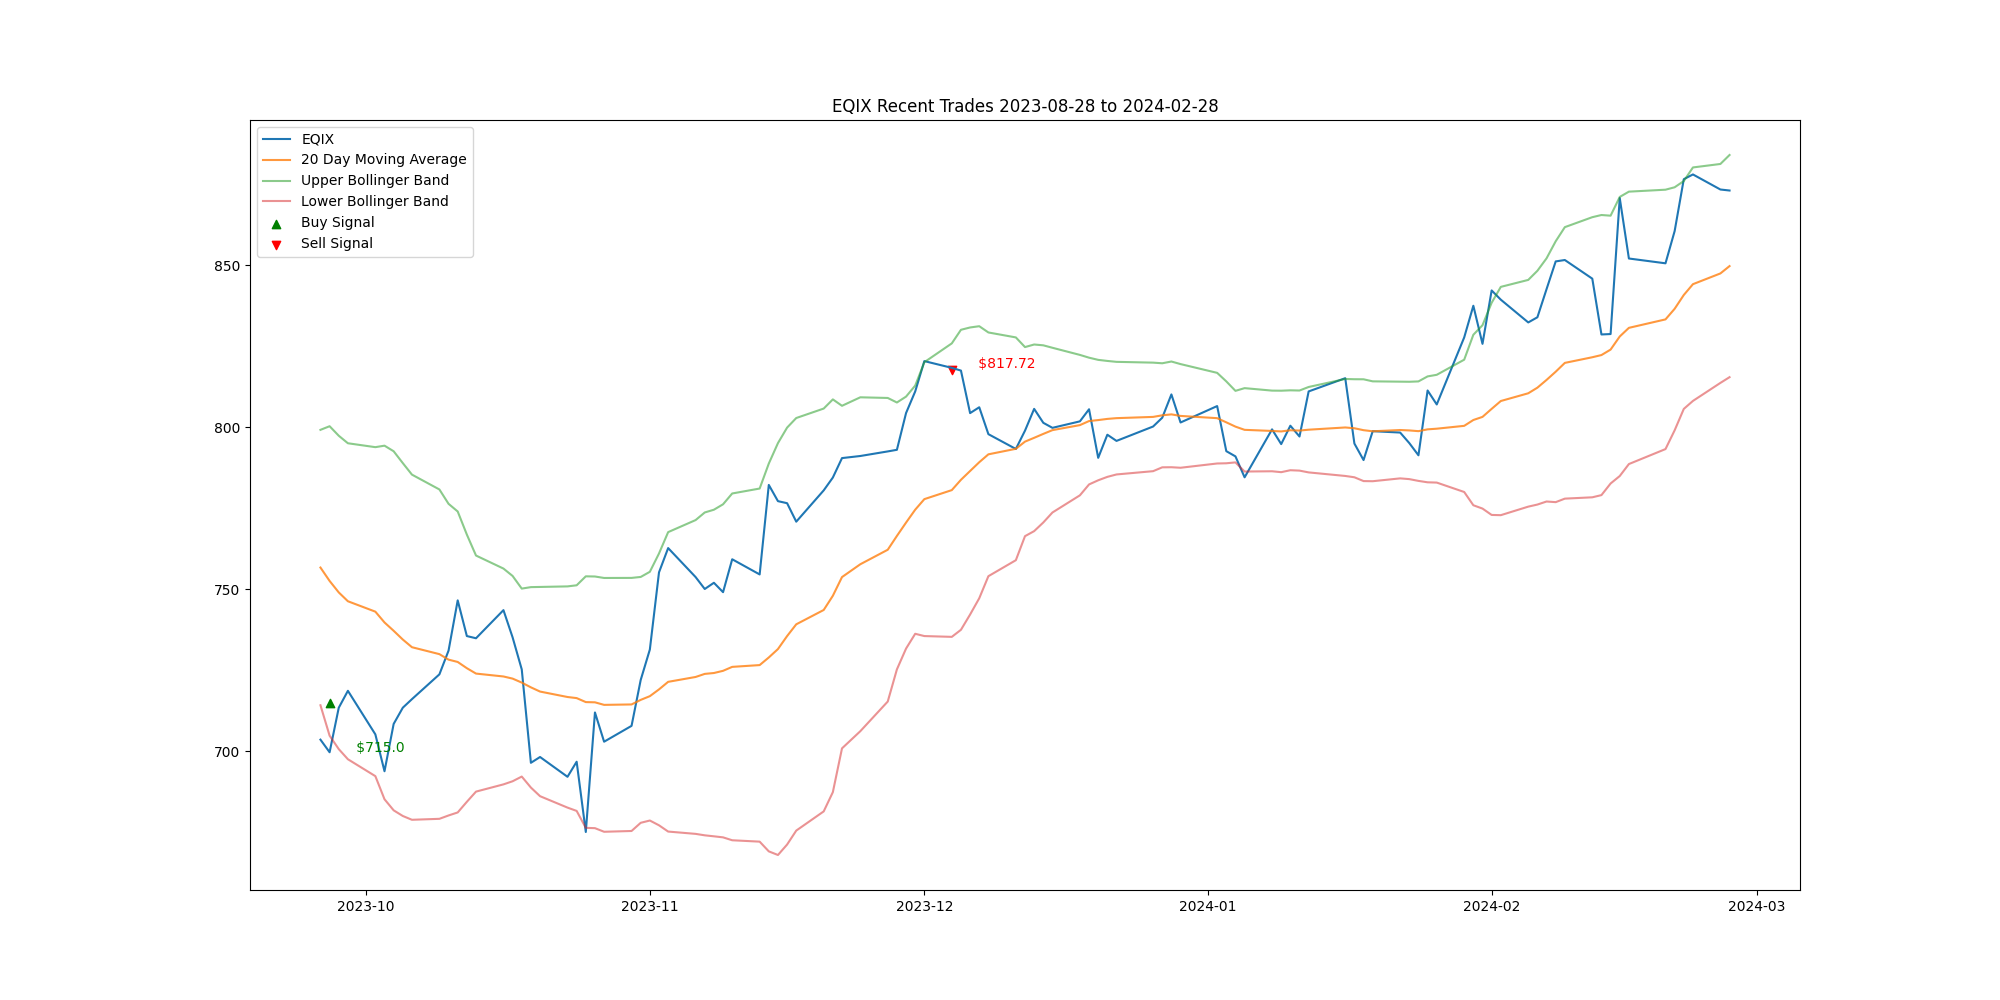 EQIX Recent Trades 2023-08-28 to 2024-02-28
EQIX
20 Day Moving Average
Upper Bollinger Band
Lower Bollinger Band
Buy Signal
Sell Signal
850
800
750
700
$817.72
$715.0
2023-10
2023-11
2023-12
2024-01
2024-02
2024-03